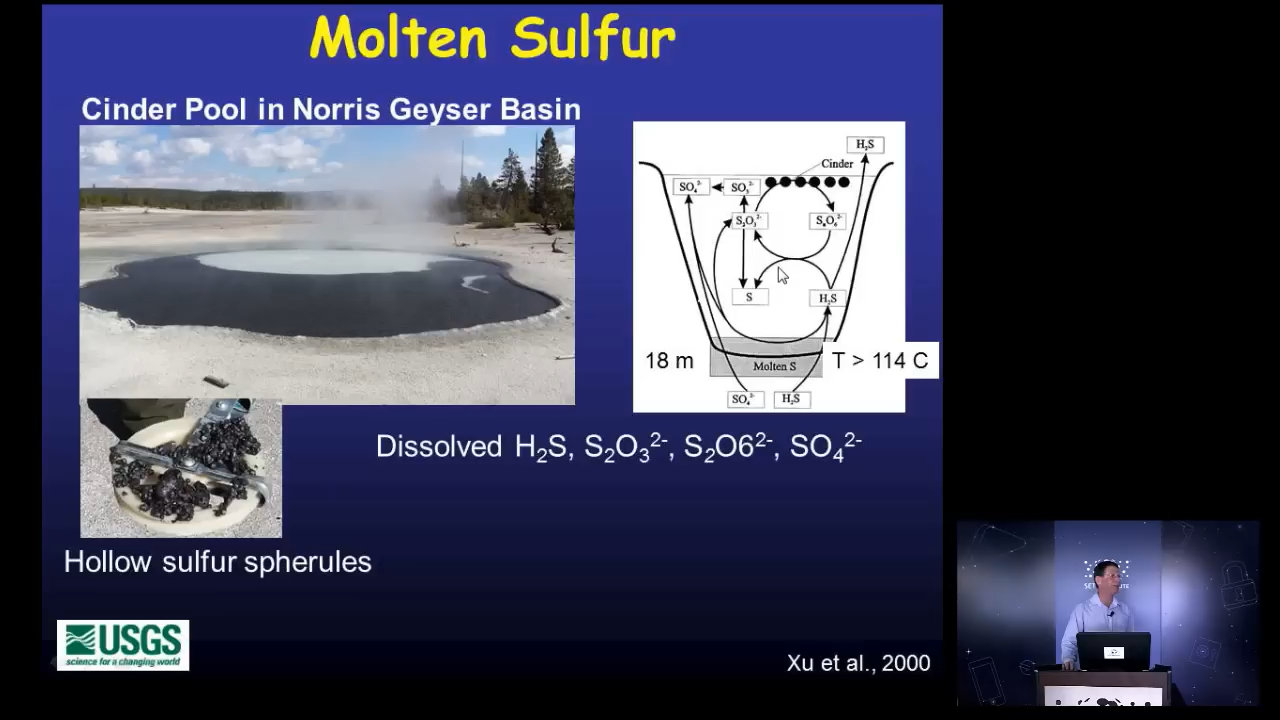 Molten Sulfur
Cinder Pool in Norris Geyser Basin
H₂S
Cinder
SO₄²⁻
SO₃²⁻
S₂O₃²⁻
SₙO₆²⁻
S
H₂S
18 m
Molten S
T > 114 C
SO₄²⁻
H₂S
Dissolved H₂S, S₂O₃²⁻, S₂O6²⁻, SO₄²⁻
Hollow sulfur spherules
USGS
science for a changing world
Xu et al., 2000